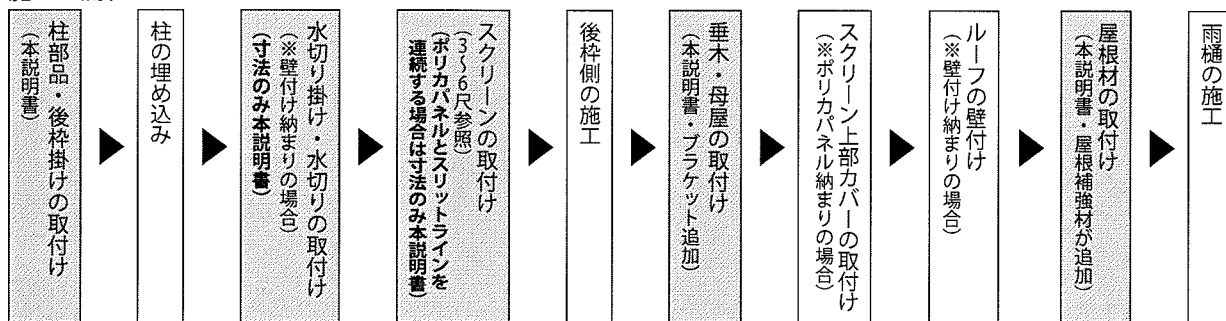 柱部品・後枠掛けの取付け
（本説明書）
柱の埋め込み
水切り掛け・水切りの取付け
（※壁付け納まりの場合）
（寸法のみ本説明書）
スクリーンの取付け
（3～6尺参照）
（ポリカパネルとスリットラインを
連続する場合は寸法のみ本説明書）
後枠側の施工
垂木・母屋の取付け
（本説明書・ブラケット追加）
スクリーン上部カバーの取付け
（※ポリカパネル納まりの場合）
ルーフの壁付け
（※壁付け納まりの場合）
屋根材の取付け
（本説明書・屋根補強材が追加）
雨樋の施工